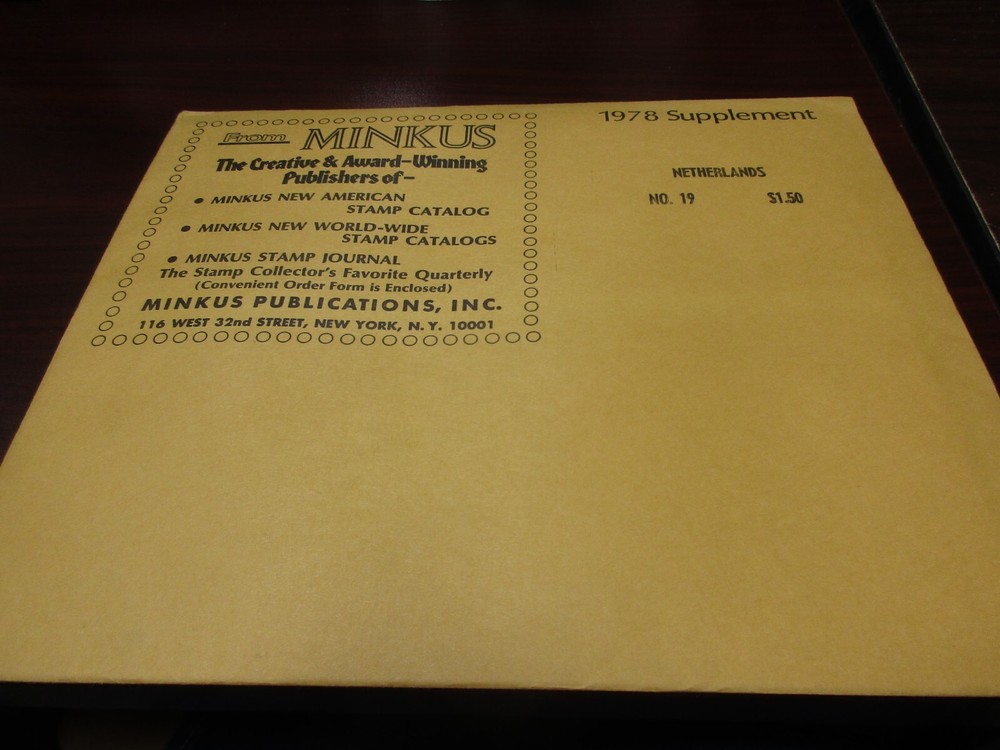 From MINKUS
The Creative & Award-Winning
Publishers of-
• MINKUS NEW AMERICAN
STAMP CATALOG
• MINKUS NEW WORLD-WIDE
STAMP CATALOGS
• MINKUS STAMP JOURNAL
The Stamp Collector's Favorite Quarterly
(Convenient Order Form is Enclosed)
MINKUS PUBLICATIONS, INC.
116 WEST 32nd STREET, NEW YORK, N.Y. 10001
1978 Supplement
NETHERLANDS
NO. 19 $1.50